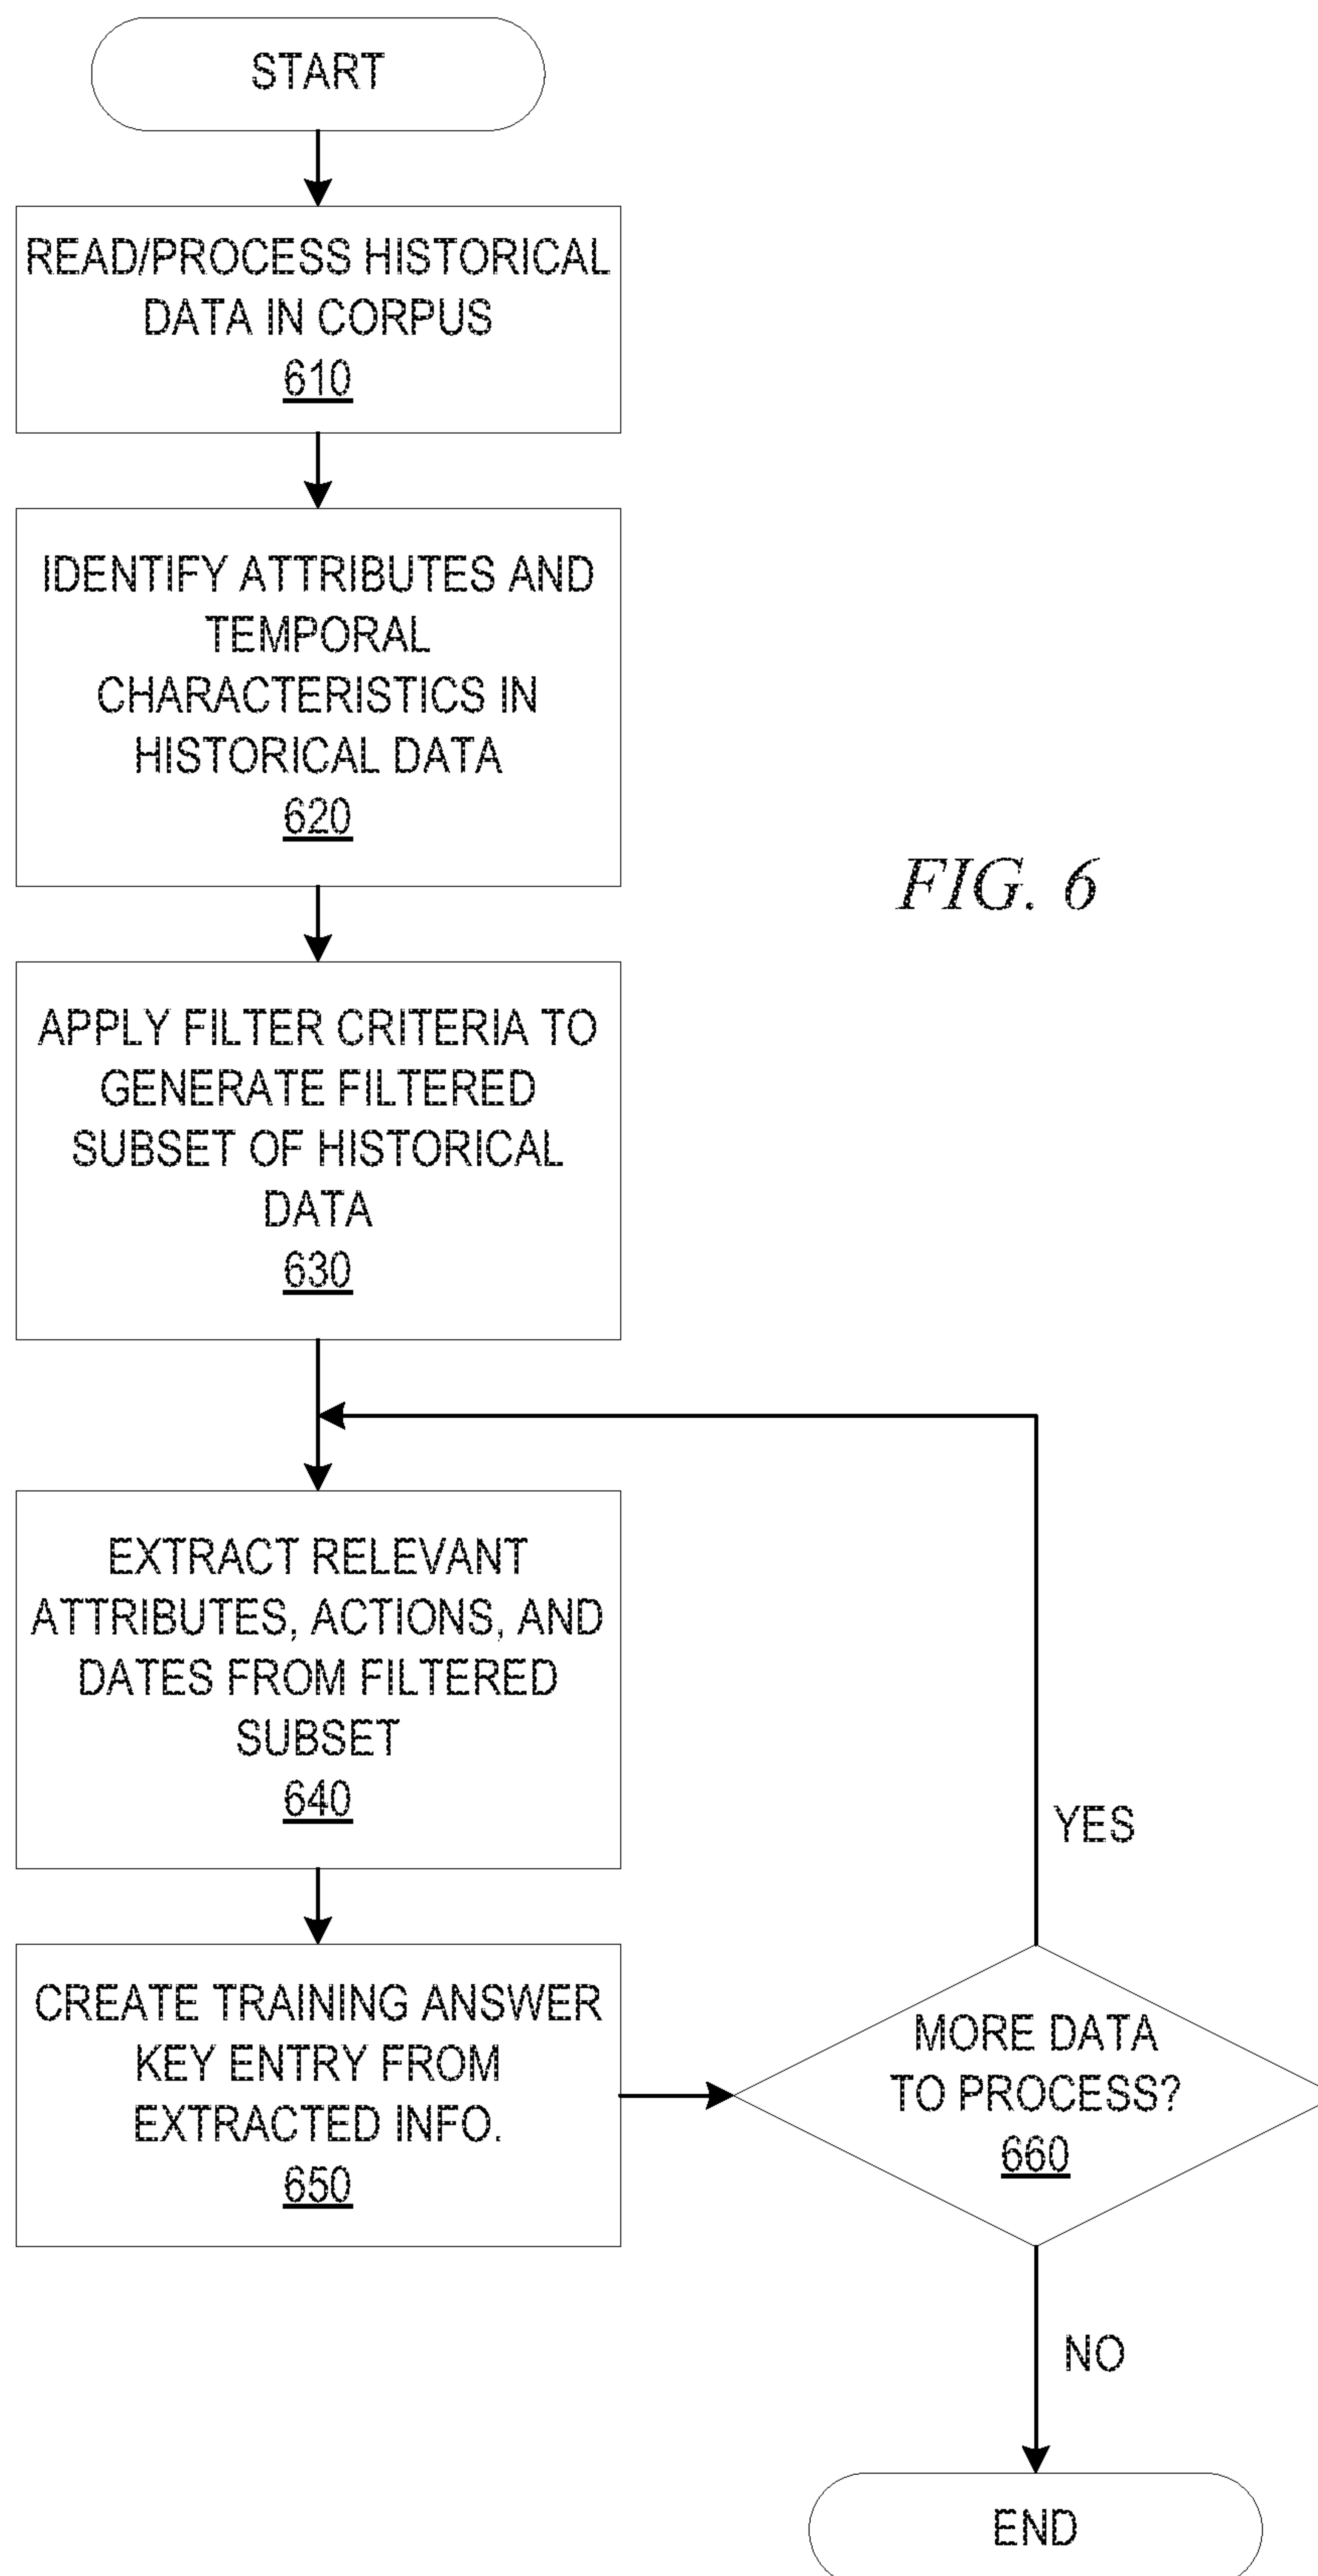 START
READ/PROCESS HISTORICAL
DATA IN CORPUS
610
IDENTIFY ATTRIBUTES AND
TEMPORAL
CHARACTERISTICS IN
HISTORICAL DATA
620
FIG. 6
APPLY FILTER CRITERIA TO
GENERATE FILTERED
SUBSET OF HISTORICAL
DATA
630
EXTRACT RELEVANT
ATTRIBUTES, ACTIONS, AND
DATES FROM FILTERED
SUBSET
640
YES
CREATE TRAINING ANSWER
KEY ENTRY FROM
EXTRACTED INFO.
650
MORE DATA
TO PROCESS?
660
NO
END